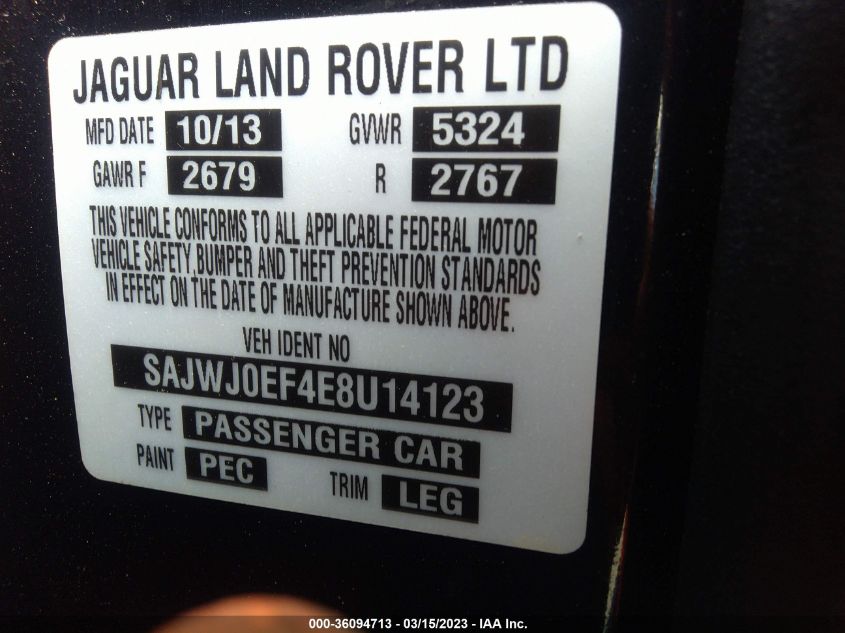 JAGUAR LAND ROVER LTD
MFD DATE 10/13 GVWR 5324
GAWR F 2679 R 2767
THIS VEHICLE CONFORMS TO ALL APPLICABLE FEDERAL MOTOR
VEHICLE SAFETY,BUMPER AND THEFT PREVENTION STANDARDS
IN EFFECT ON THE DATE OF MANUFACTURE SHOWN ABOVE.
VEH IDENT NO
SAJWJ0EF4E8U14123
TYPE PASSENGER CAR
PAINT PEC TRIM LEG
000-36094713 - 03/15/2023 - IAA Inc.